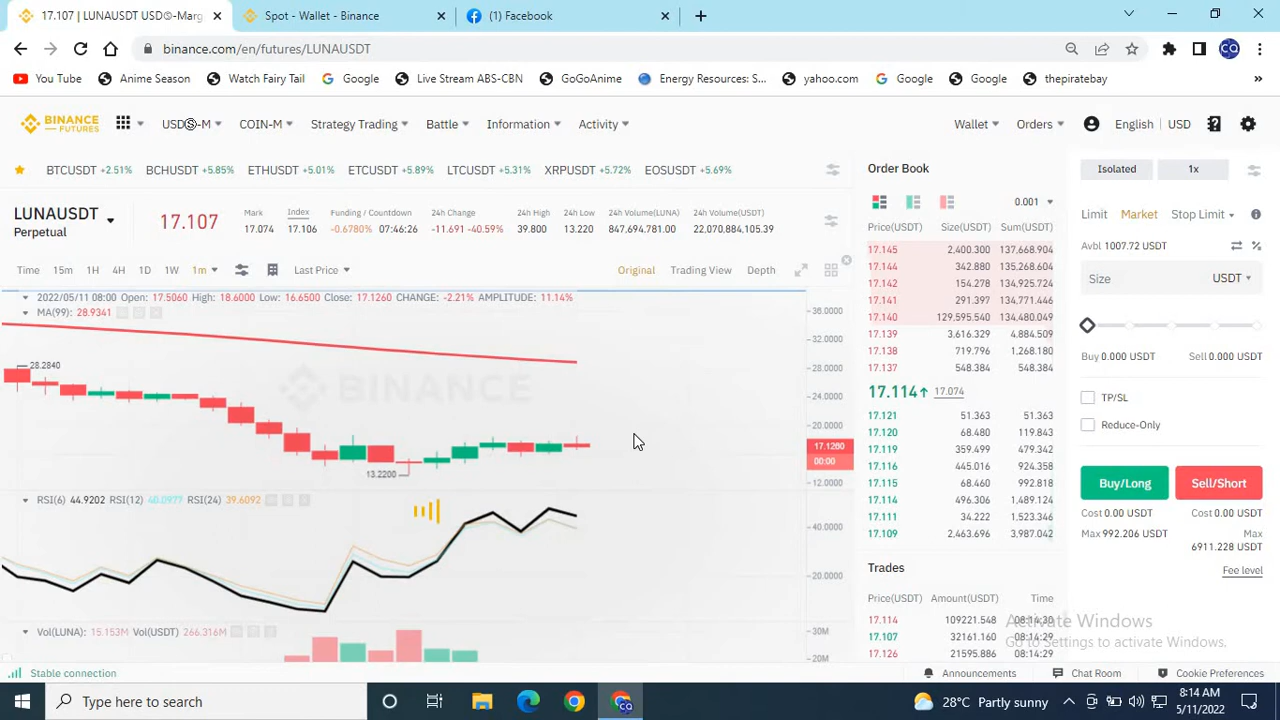 17.107 | LUNAUSDT USDⓈ-Marg
Spot - Wallet - Binance
(1) Facebook
binance.com/en/futures/LUNAUSDT
You Tube
Anime Season
Watch Fairy Tail
Google
Live Stream ABS-CBN
GoGoAnime
Energy Resources: S...
yahoo.com
Google
Google
thepiratebay
»
BINANCE
FUTURES
USDⓈ-M
COIN-M
Strategy Trading
Battle
Information
Activity
Wallet
Orders
English
USD
BTCUSDT +2.51%
BCHUSDT +5.85%
ETHUSDT +5.01%
ETCUSDT +5.89%
LTCUSDT +5.31%
XRPUSDT +5.72%
EOSUSDT +5.69%
LUNAUSDT
Perpetual
17.107
Mark
17.074
Index
17.106
Funding / Countdown
-0.6780% 07:46:26
24h Change
-11.691 -40.59%
24h High
39.800
24h Low
13.220
24h Volume(LUNA)
847,694,781.00
24h Volume(USDT)
22,070,884,105.39
Time 15m 1H 4H 1D 1W 1m
Last Price
Original
Trading View
Depth
2022/05/11 08:00 Open: 17.5060 High: 18.6000 Low: 16.6500 Close: 17.1260 CHANGE: -2.21% AMPLITUDE: 11.14%
MA(99): 28.9341
28.2840
BINANCE
13.2200
36.0000
32.0000
28.0000
24.0000
20.0000
17.1260
00:00
12.0000
RSI(6) 44.9202 RSI(12) 40.0977 RSI(24) 39.6092
40.0000
20.0000
Vol(LUNA): 15.153M Vol(USDT) 266.316M
30M
20M
Order Book
0.001
Price(USDT) Size(USDT) Sum(USDT)
17.145 2,400.300 137,668.904
17.144 342.880 135,268.604
17.142 154.278 134,925.724
17.141 291.397 134,771.446
17.140 129,595.540 134,480.049
17.139 3,616.329 4,884.509
17.138 719.796 1,268.180
17.137 548.384 548.384
17.114↑ 17.074
17.121 51.363 51.363
17.120 68.480 119.843
17.119 359.499 479.342
17.116 445.016 924.358
17.115 68.460 992.818
17.114 496.306 1,489.124
17.111 34.222 1,523.346
17.109 2,463.696 3,987.042
Trades
Price(USDT) Amount(USDT) Time
17.114 109221.548 08:14:30
17.107 32161.160 08:14:29
17.126 21595.886 08:14:29
Isolated
1x
Limit
Market
Stop Limit
Avbl 1007.72 USDT
Size
USDT
Buy 0.000 USDT
Sell 0.000 USDT
TP/SL
Reduce-Only
Buy/Long
Sell/Short
Cost 0.00 USDT
Cost 0.00 USDT
Max 992.206 USDT
Max
6911.228 USDT
Fee level
Activate Windows
Go to Settings to activate Windows.
Stable connection
Announcements
Chat Room
Cookie Preferences
Type here to search
28°C Partly sunny
8:14 AM
5/11/2022